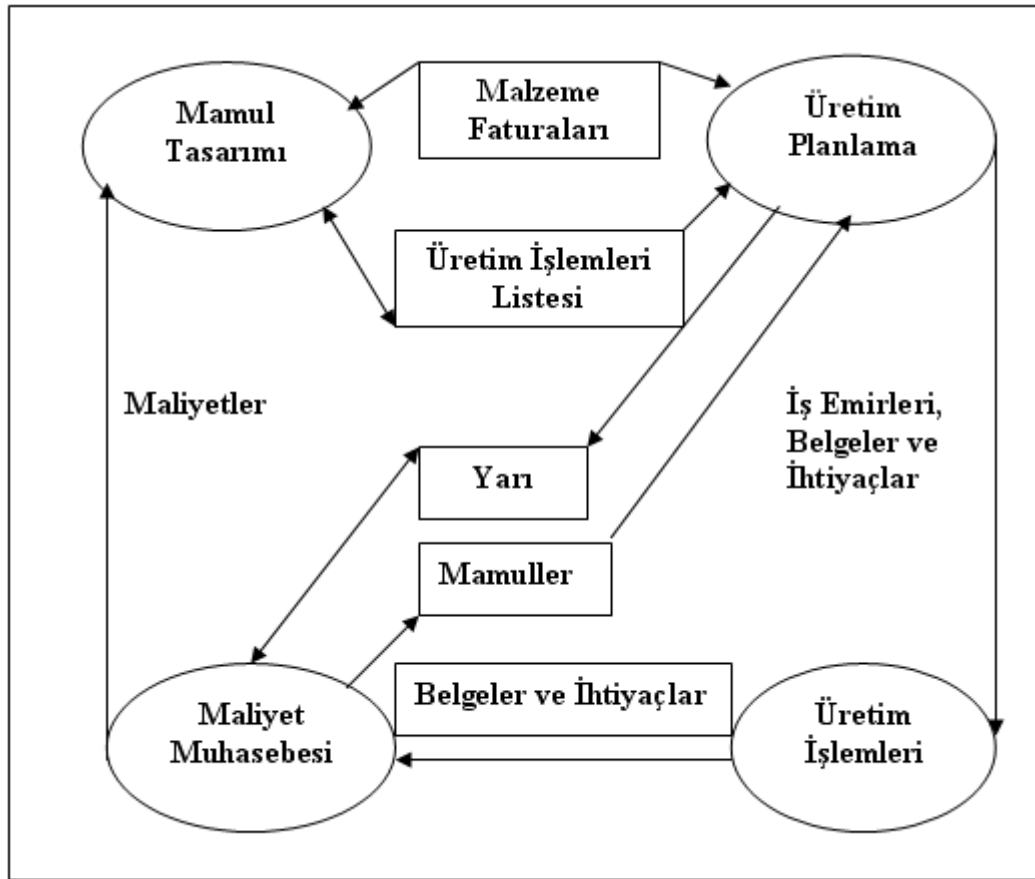 Mamul
Tasarımı
Malzeme
Faturaları
Üretim
Planlama
Üretim İşlemleri
Listesi
Maliyetler
İş Emirleri,
Belgeler ve
İhtiyaçlar
Yarı
Mamuller
Maliyet
Muhasebesi
Belgeler ve İhtiyaçlar
Üretim
İşlemleri